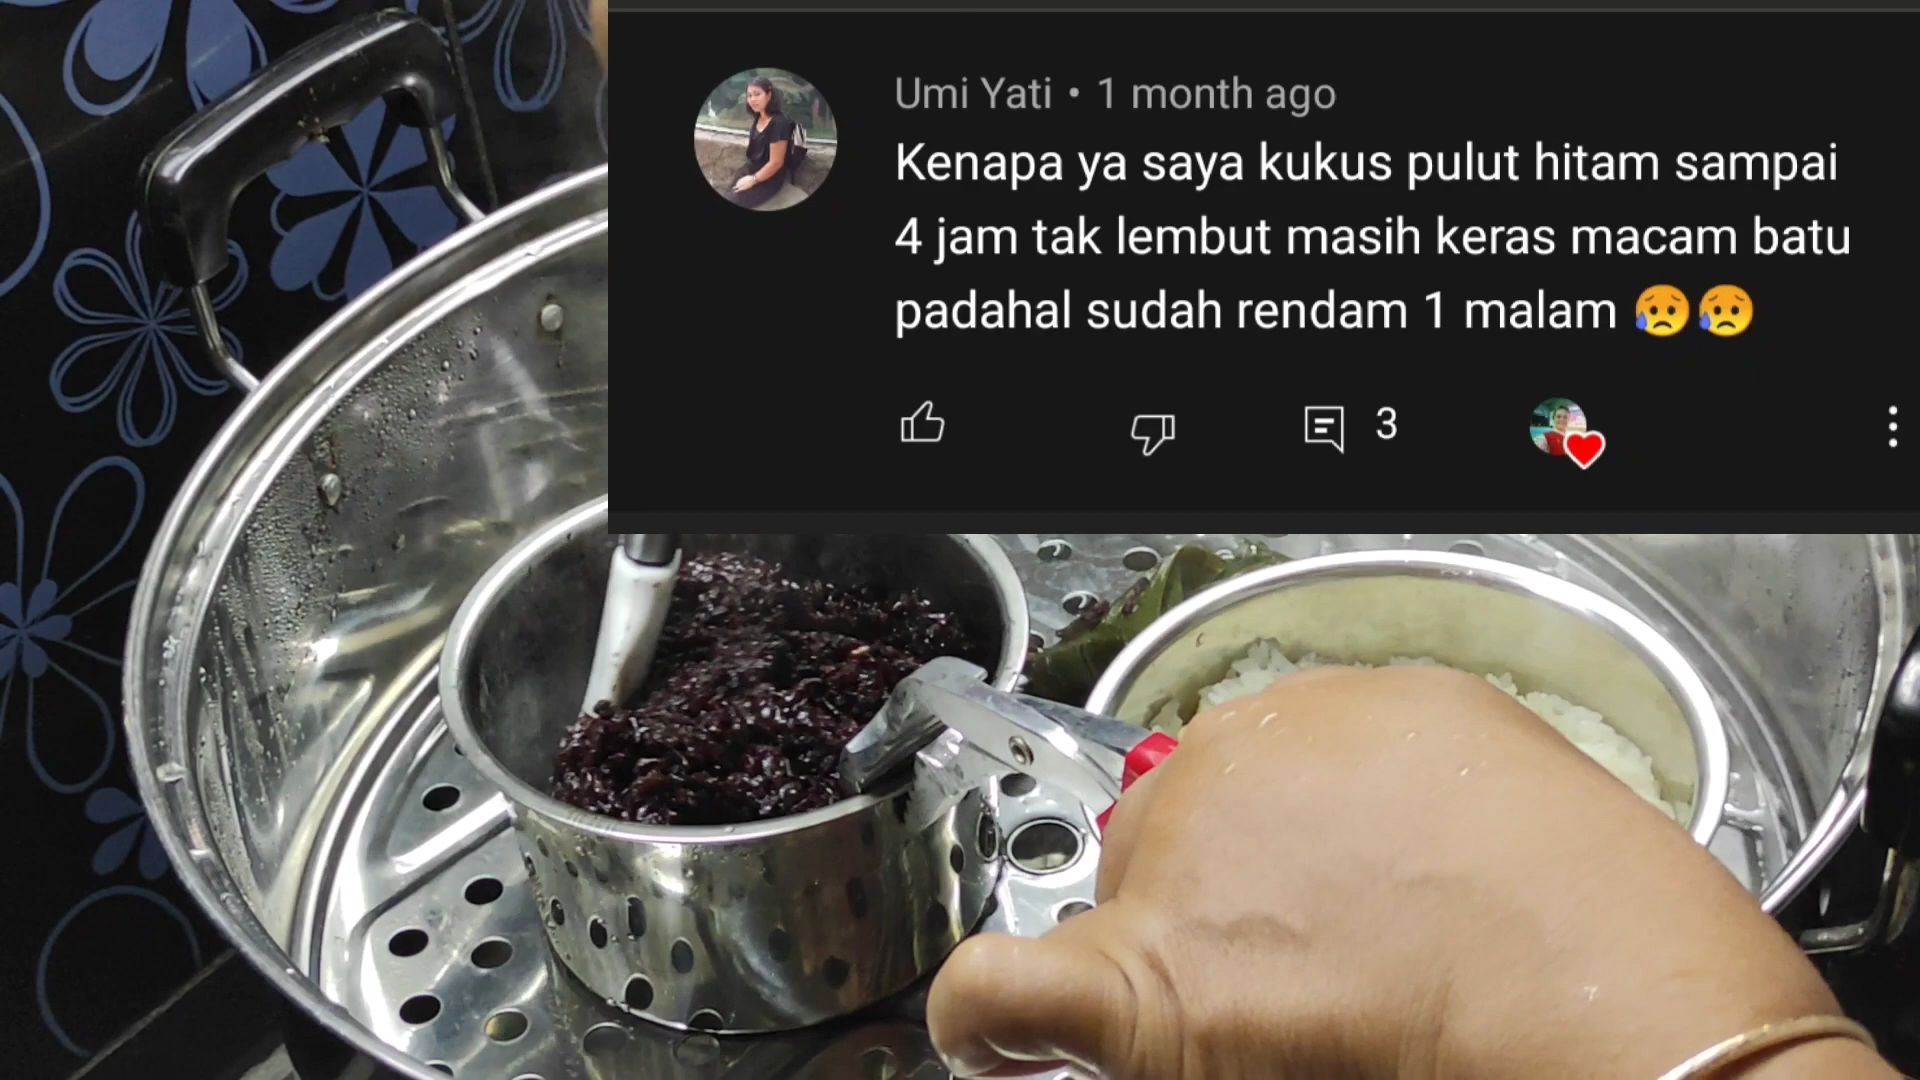 Umi Yati • 1 month ago
Kenapa ya saya kukus pulut hitam sampai
4 jam tak lembut masih keras macam batu
padahal sudah rendam 1 malam 😥😥
3